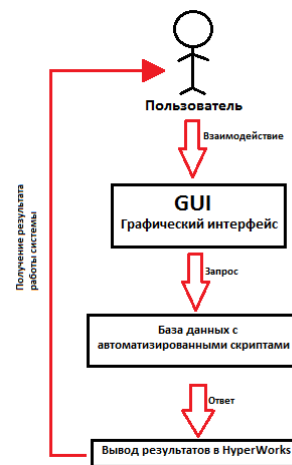 Пользователь
Взаимодействие
GUI
Графический интерфейс
Запрос
База данных с
автоматизированными скриптами
Ответ
Вывод результатов в HyperWorks
Получение результата
работы системы